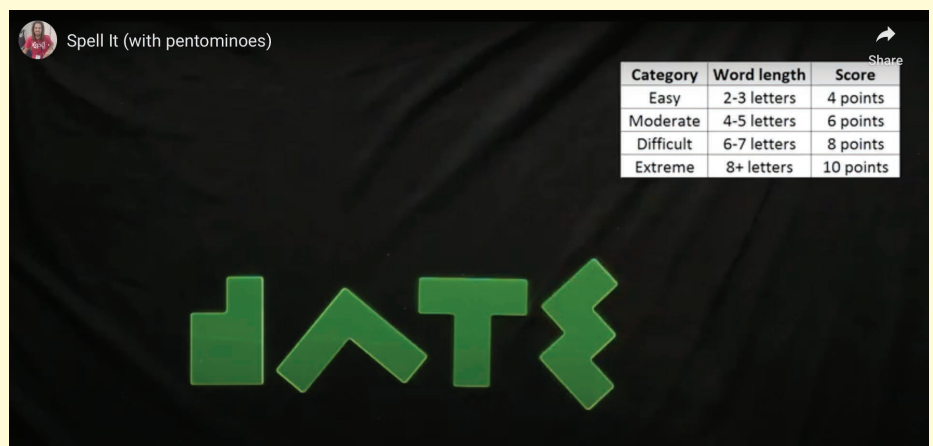 Spell It (with pentominoes)
Share
Category Word length Score
Easy 2-3 letters 4 points
Moderate 4-5 letters 6 points
Difficult 6-7 letters 8 points
Extreme 8+ letters 10 points
dATE